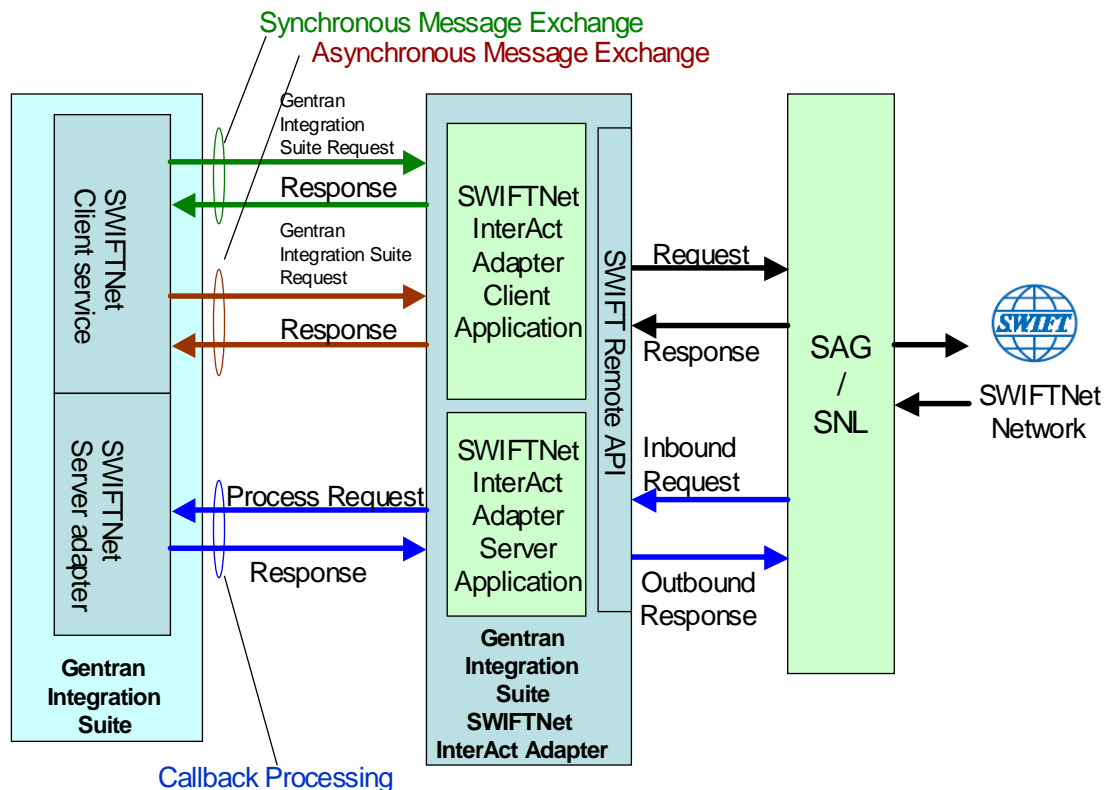 Synchronous Message Exchange
Asynchronous Message Exchange
Gentran
Integration
Suite Request
Response
Gentran
Integration Suite
Request
Response
SWIFTNet
Client service
SWIFTNet
Server adapter
Process Request
Response
Gentran
Integration
Suite
SWIFTNet
InterAct
Adapter
Client
Application
SWIFTNet
InterAct
Adapter
Server
Application
SWIFT Remote API
Gentran
Integration
Suite
SWIFTNet
InterAct Adapter
Request
Response
Inbound
Request
Outbound
Response
SAG
/
SNL
SWIFT
SWIFTNet
Network
Callback Processing